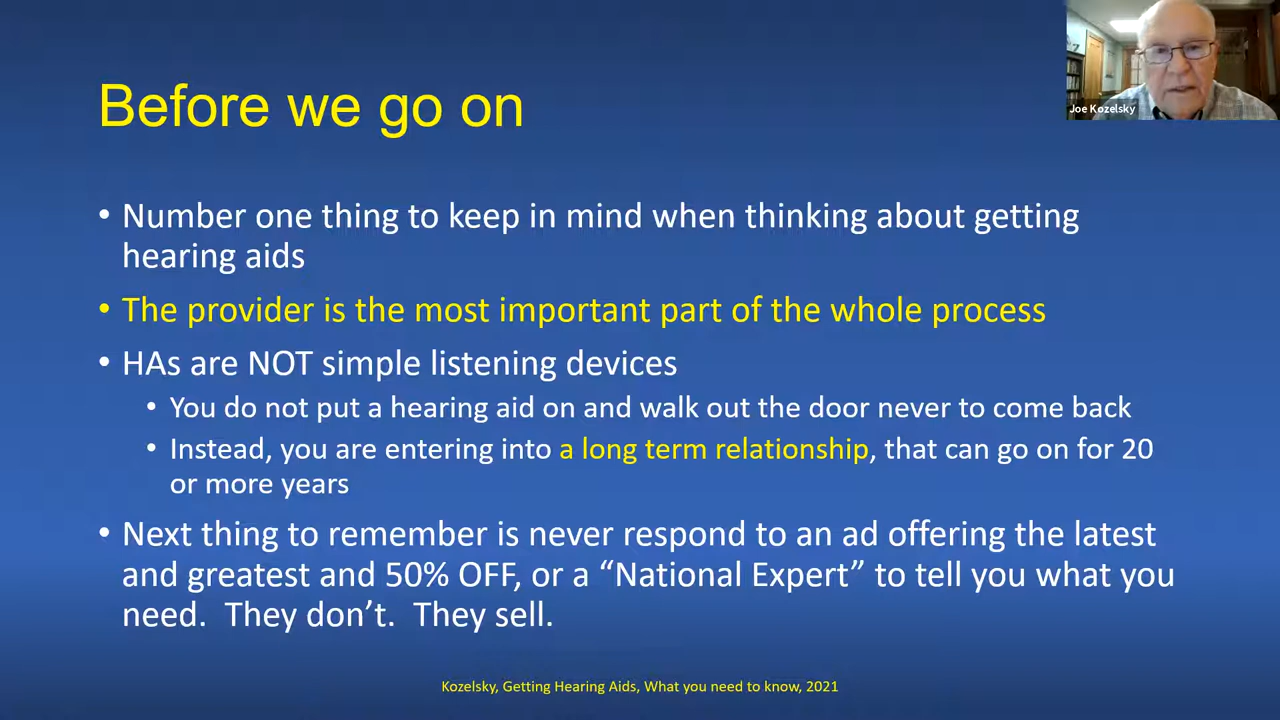 Joe Kozelsky
Before we go on
• Number one thing to keep in mind when thinking about getting
hearing aids
• The provider is the most important part of the whole process
• HAs are NOT simple listening devices
• You do not put a hearing aid on and walk out the door never to come back
• Instead, you are entering into a long term relationship, that can go on for 20
or more years
• Next thing to remember is never respond to an ad offering the latest
and greatest and 50% OFF, or a “National Expert” to tell you what you
need.  They don’t.  They sell.
Kozelsky, Getting Hearing Aids, What you need to know, 2021